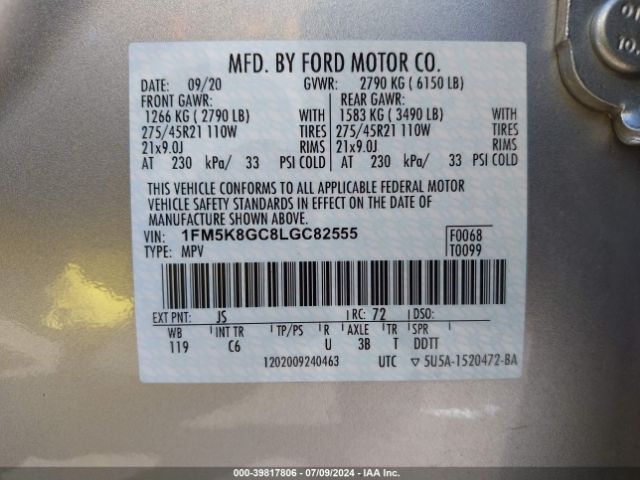 MFD. BY FORD MOTOR CO.
DATE: 09/20 GVWR: 2790 KG ( 6150 LB)
FRONT GAWR: REAR GAWR:
1266 KG ( 2790 LB) WITH 1583 KG ( 3490 LB) WITH
275/45R21 110W TIRES 275/45R21 110W TIRES
21x9.0J RIMS 21x9.0J RIMS
AT 230 kPa/ 33 PSI COLD AT 230 kPa/ 33 PSI COLD
THIS VEHICLE CONFORMS TO ALL APPLICABLE FEDERAL MOTOR
VEHICLE SAFETY STANDARDS IN EFFECT ON THE DATE OF
MANUFACTURE SHOWN ABOVE.
VIN: 1FM5K8GC8LGC82555 F0068
TYPE: MPV T0099
EXT PNT: JS RC: 72 DSO:
WB INT TR TP/PS R AXLE TR SPR
119 C6 U 3B T DDTT
1202009240463 UTC ▽ 5U5A-1520472-BA
000-39817806 / 07/09/2024 / IAA Inc.